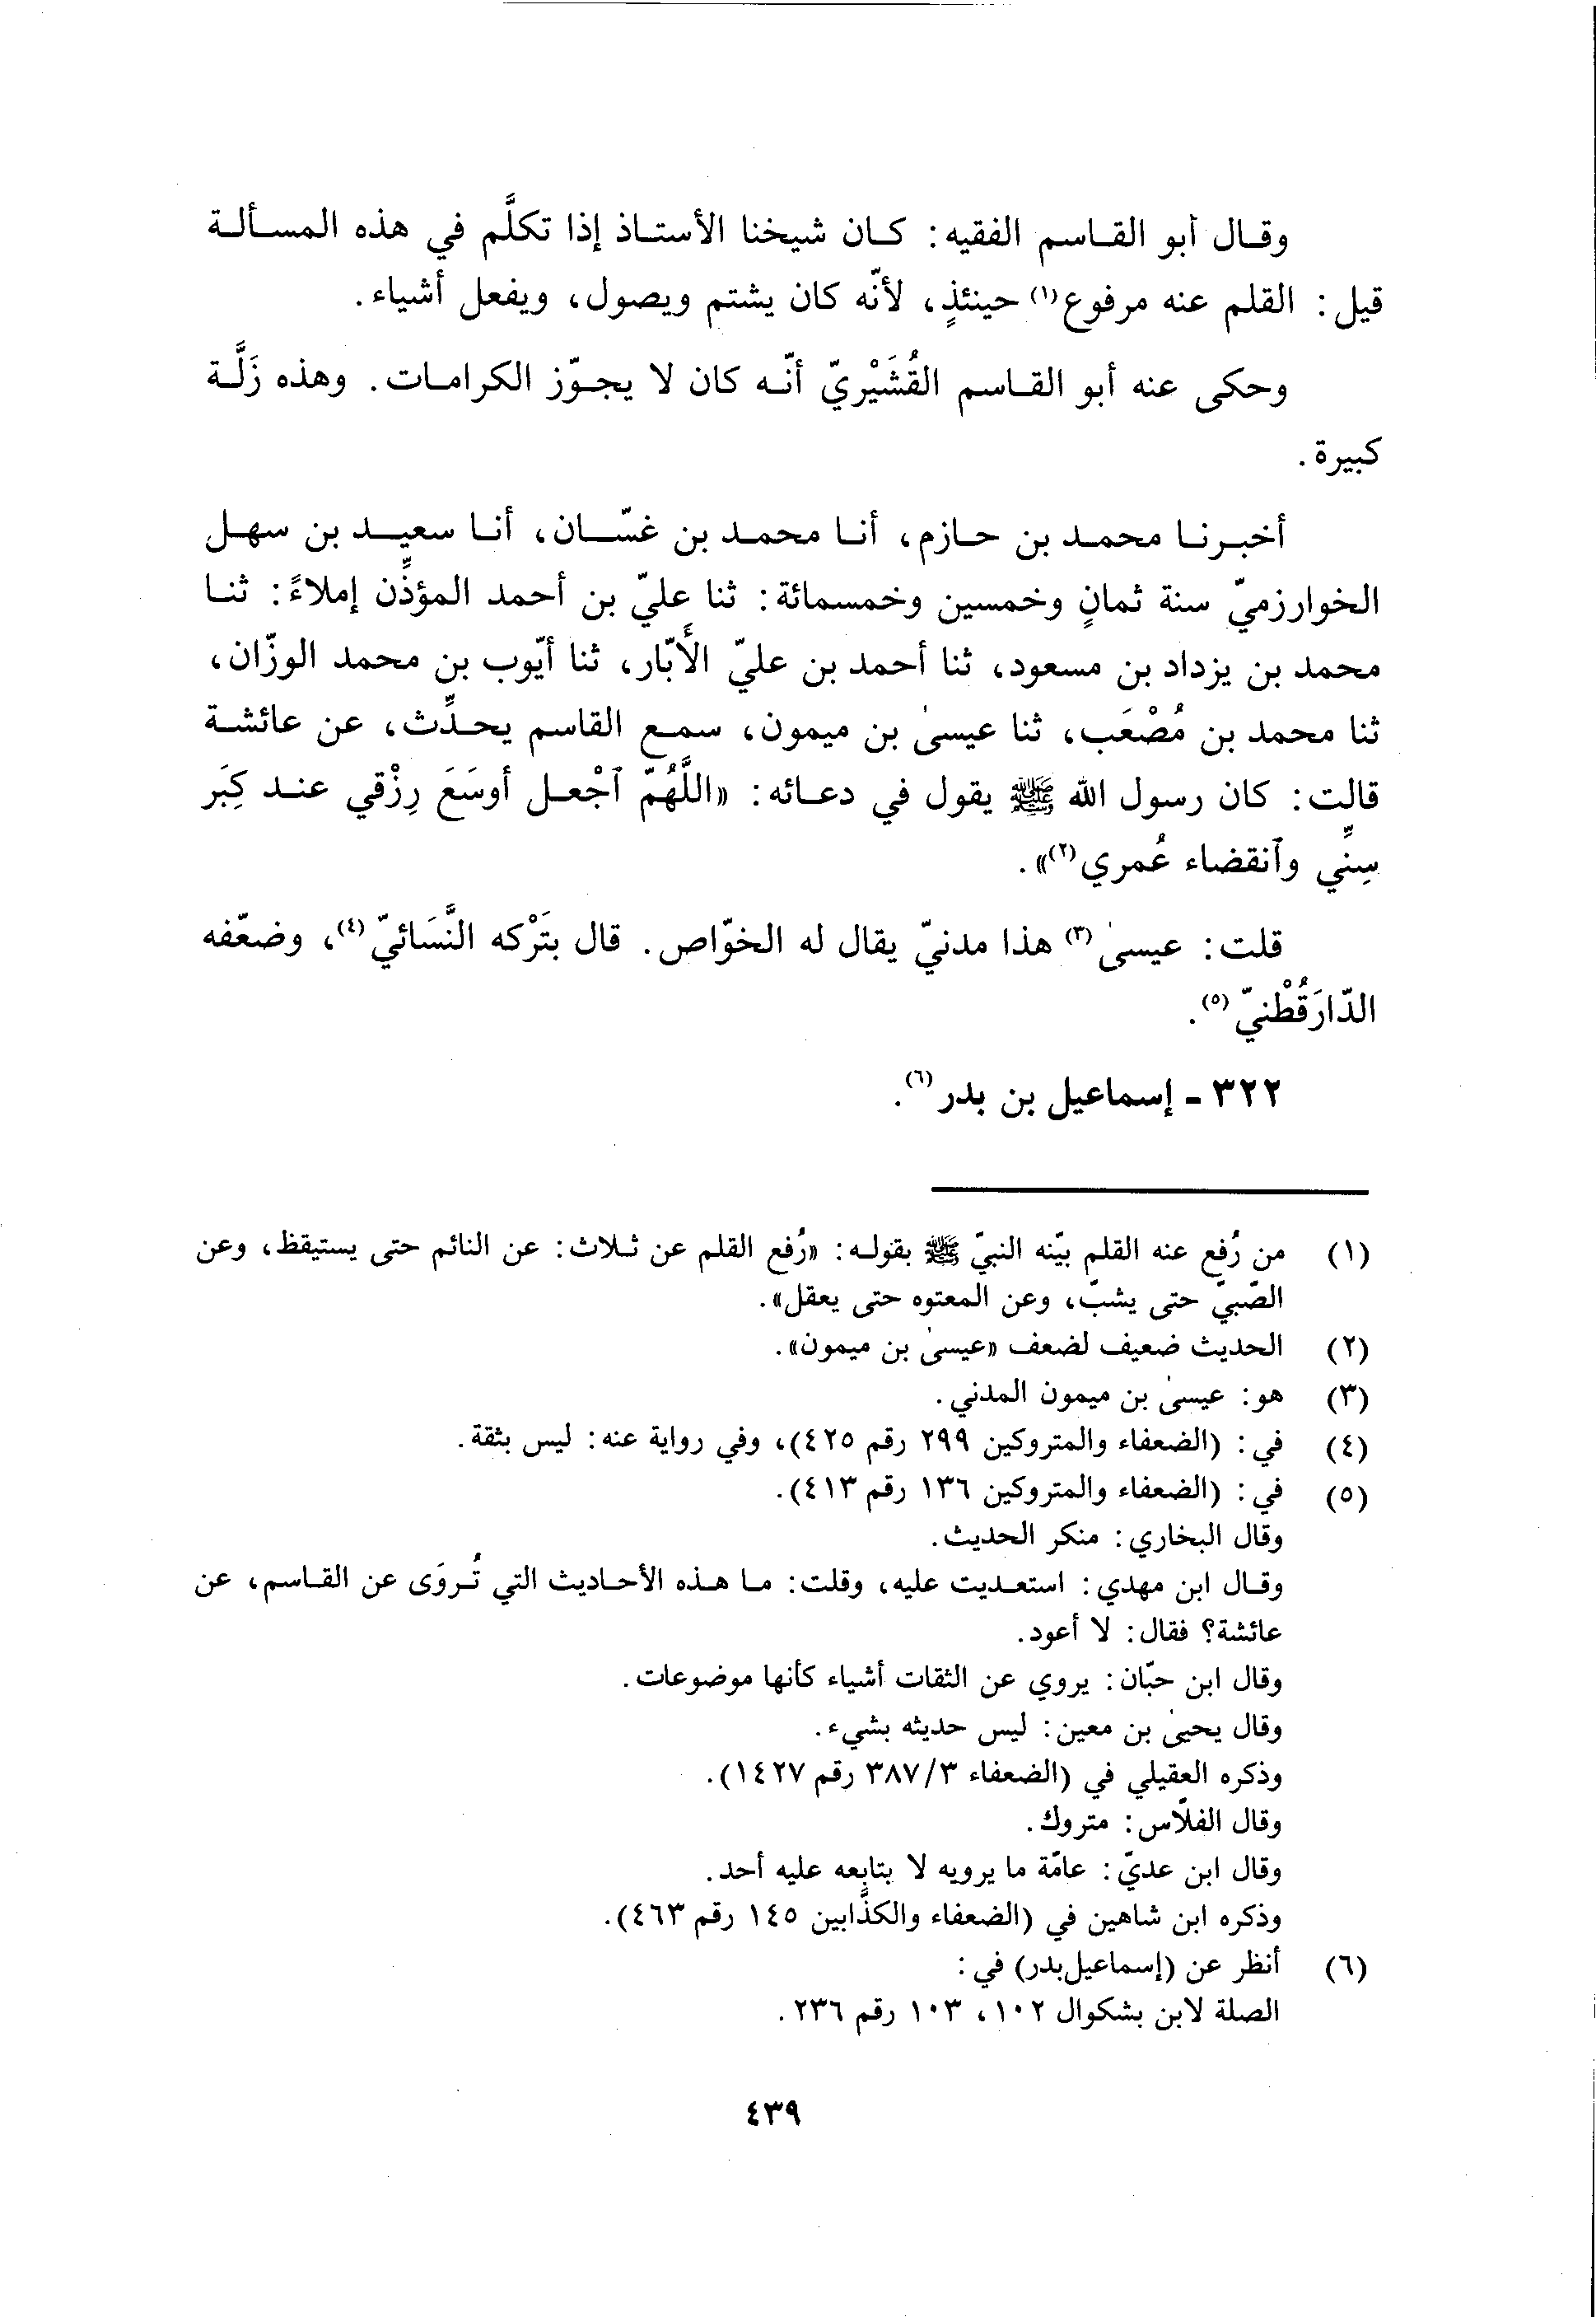 وقال أبو القاسم الفقيه: كان شيخنا الأستاذ إذا تكلَّم في هذه المسألة
قيل: القلم عنه مرفوع(١) حينئذٍ، لأنّه كان يشتم ويصول، ويفعل أشياء.
وحكى عنه أبو القاسم القُشَيْريّ أنّه كان لا يجوّز الكرامات. وهذه زَلَّة
كبيرة.
أخبرنا محمد بن حازم، أنا محمد بن غسّان، أنا سعيد بن سهل
الخوارزميّ سنة ثمانٍ وخمسين وخمسمائة: ثنا عليّ بن أحمد المؤذِّن إملاءً: ثنا
محمد بن يزداد بن مسعود، ثنا أحمد بن عليّ الأَبّار، ثنا أيّوب بن محمد الوزّان،
ثنا محمد بن مُصْعَب، ثنا عيسىٰ بن ميمون، سمع القاسم يحدِّث، عن عائشة
قالت: كان رسول الله ﷺ يقول في دعائه: «اللَّهُمّ ٱجْعل أوسَعَ رِزْقي عند كِبَر
سِنّي وٱنقضاء عُمري(٢)».
قلت: عيسىٰ(٣) هذا مدنيّ يقال له الخوّاص. قال بتَرْكه النَّسَائيّ(٤)، وضعّفه
الدّارَقُطْنيّ(٥).
٣٢٢ - إسماعيل بن بدر(٦).
(١) من رُفع عنه القلم بيّنه النبيّ ﷺ بقوله: «رُفع القلم عن ثلاث: عن النائم حتى يستيقظ، وعن
الصّبيّ حتى يشبّ، وعن المعتوه حتى يعقل».
(٢) الحديث ضعيف لضعف «عيسىٰ بن ميمون».
(٣) هو: عيسىٰ بن ميمون المدني.
(٤) في: (الضعفاء والمتروكين ٢٩٩ رقم ٤٢٥)، وفي رواية عنه: ليس بثقة.
(٥) في: (الضعفاء والمتروكين ١٣٦ رقم ٤١٣).
وقال البخاري: منكر الحديث.
وقال ابن مهدي: استعديت عليه، وقلت: ما هذه الأحاديث التي تُروَى عن القاسم، عن
عائشة؟ فقال: لا أعود.
وقال ابن حبّان: يروي عن الثقات أشياء كأنها موضوعات.
وقال يحيىٰ بن معين: ليس حديثه بشيء.
وذكره العقيلي في (الضعفاء ٣/٣٨٧ رقم ١٤٢٧).
وقال الفلّاس: متروك.
وقال ابن عديّ: عامّة ما يرويه لا يتابعه عليه أحد.
وذكره ابن شاهين في (الضعفاء والكذّابين ١٤٥ رقم ٤٦٣).
(٦) أنظر عن (إسماعيل بدر) في:
الصلة لابن بشكوال ١٠٢، ١٠٣ رقم ٢٣٦.
٤٣٩